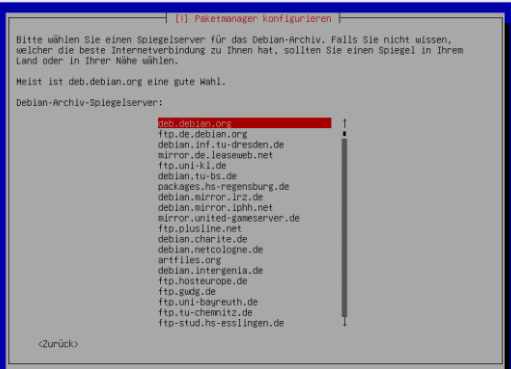 [!] Paketmanager konfigurieren
Bitte wählen Sie einen Spiegelserver für das Debian-Archiv. Falls Sie nicht wissen,
welcher die beste Internetverbindung zu Ihnen hat, sollten Sie einen Spiegel in Ihrem
Land oder in Ihrer Nähe wählen.
Meist ist deb.debian.org eine gute Wahl.
Debian-Archiv-Spiegelserver:
deb.debian.org
ftp.de.debian.org
debian.inf.tu-dresden.de
mirror.de.leaseweb.net
ftp.uni-kl.de
debian.tu-bs.de
packages.hs-regensburg.de
debian.mirror.lrz.de
debian.mirror.iphh.net
mirror.united-gameserver.de
ftp.plusline.net
debian.charite.de
debian.netcologne.de
artfiles.org
debian.intergenia.de
ftp.hosteurope.de
ftp.gwdg.de
ftp.uni-bayreuth.de
ftp.tu-chemnitz.de
ftp-stud.hs-esslingen.de
<Zurück>